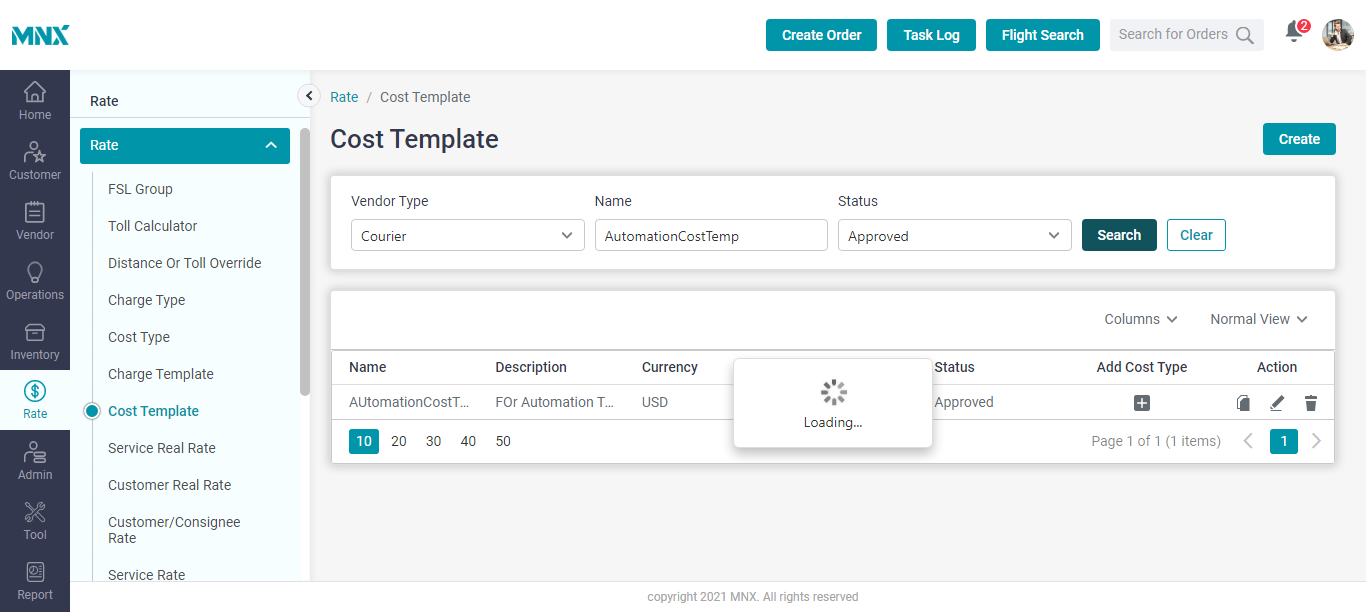 MNX
Create Order
Task Log
Flight Search
Search for Orders
2
Home
Customer
Vendor
Operations
Inventory
Rate
Admin
Tool
Report
Rate
Rate
FSL Group
Toll Calculator
Distance Or Toll Override
Charge Type
Cost Type
Charge Template
Cost Template
Service Real Rate
Customer Real Rate
Customer/Consignee
Rate
Service Rate
Rate / Cost Template
Cost Template
Create
Vendor Type
Name
Status
Courier
AutomationCostTemp
Approved
Search
Clear
Columns
Normal View
Name
Description
Currency
Status
Add Cost Type
Action
AUtomationCostT...
FOr Automation T...
USD
Approved
Loading...
10 20 30 40 50
Page 1 of 1 (1 items)
1
copyright 2021 MNX. All rights reserved